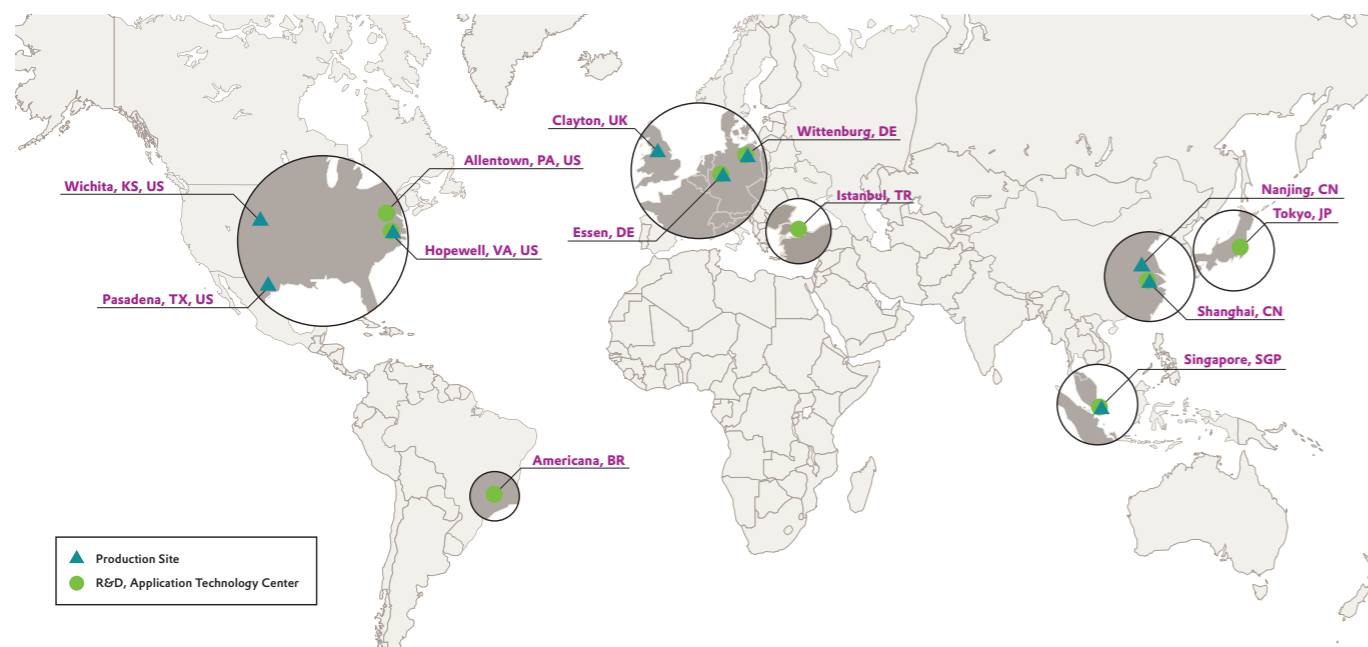 Clayton, UK
Wittenburg, DE
Allentown, PA, US
Wichita, KS, US
Istanbul, TR
Nanjing, CN
Tokyo, JP
Essen, DE
Hopewell, VA, US
Pasadena, TX, US
Shanghai, CN
Singapore, SGP
Americana, BR
Production Site
R&D, Application Technology Center